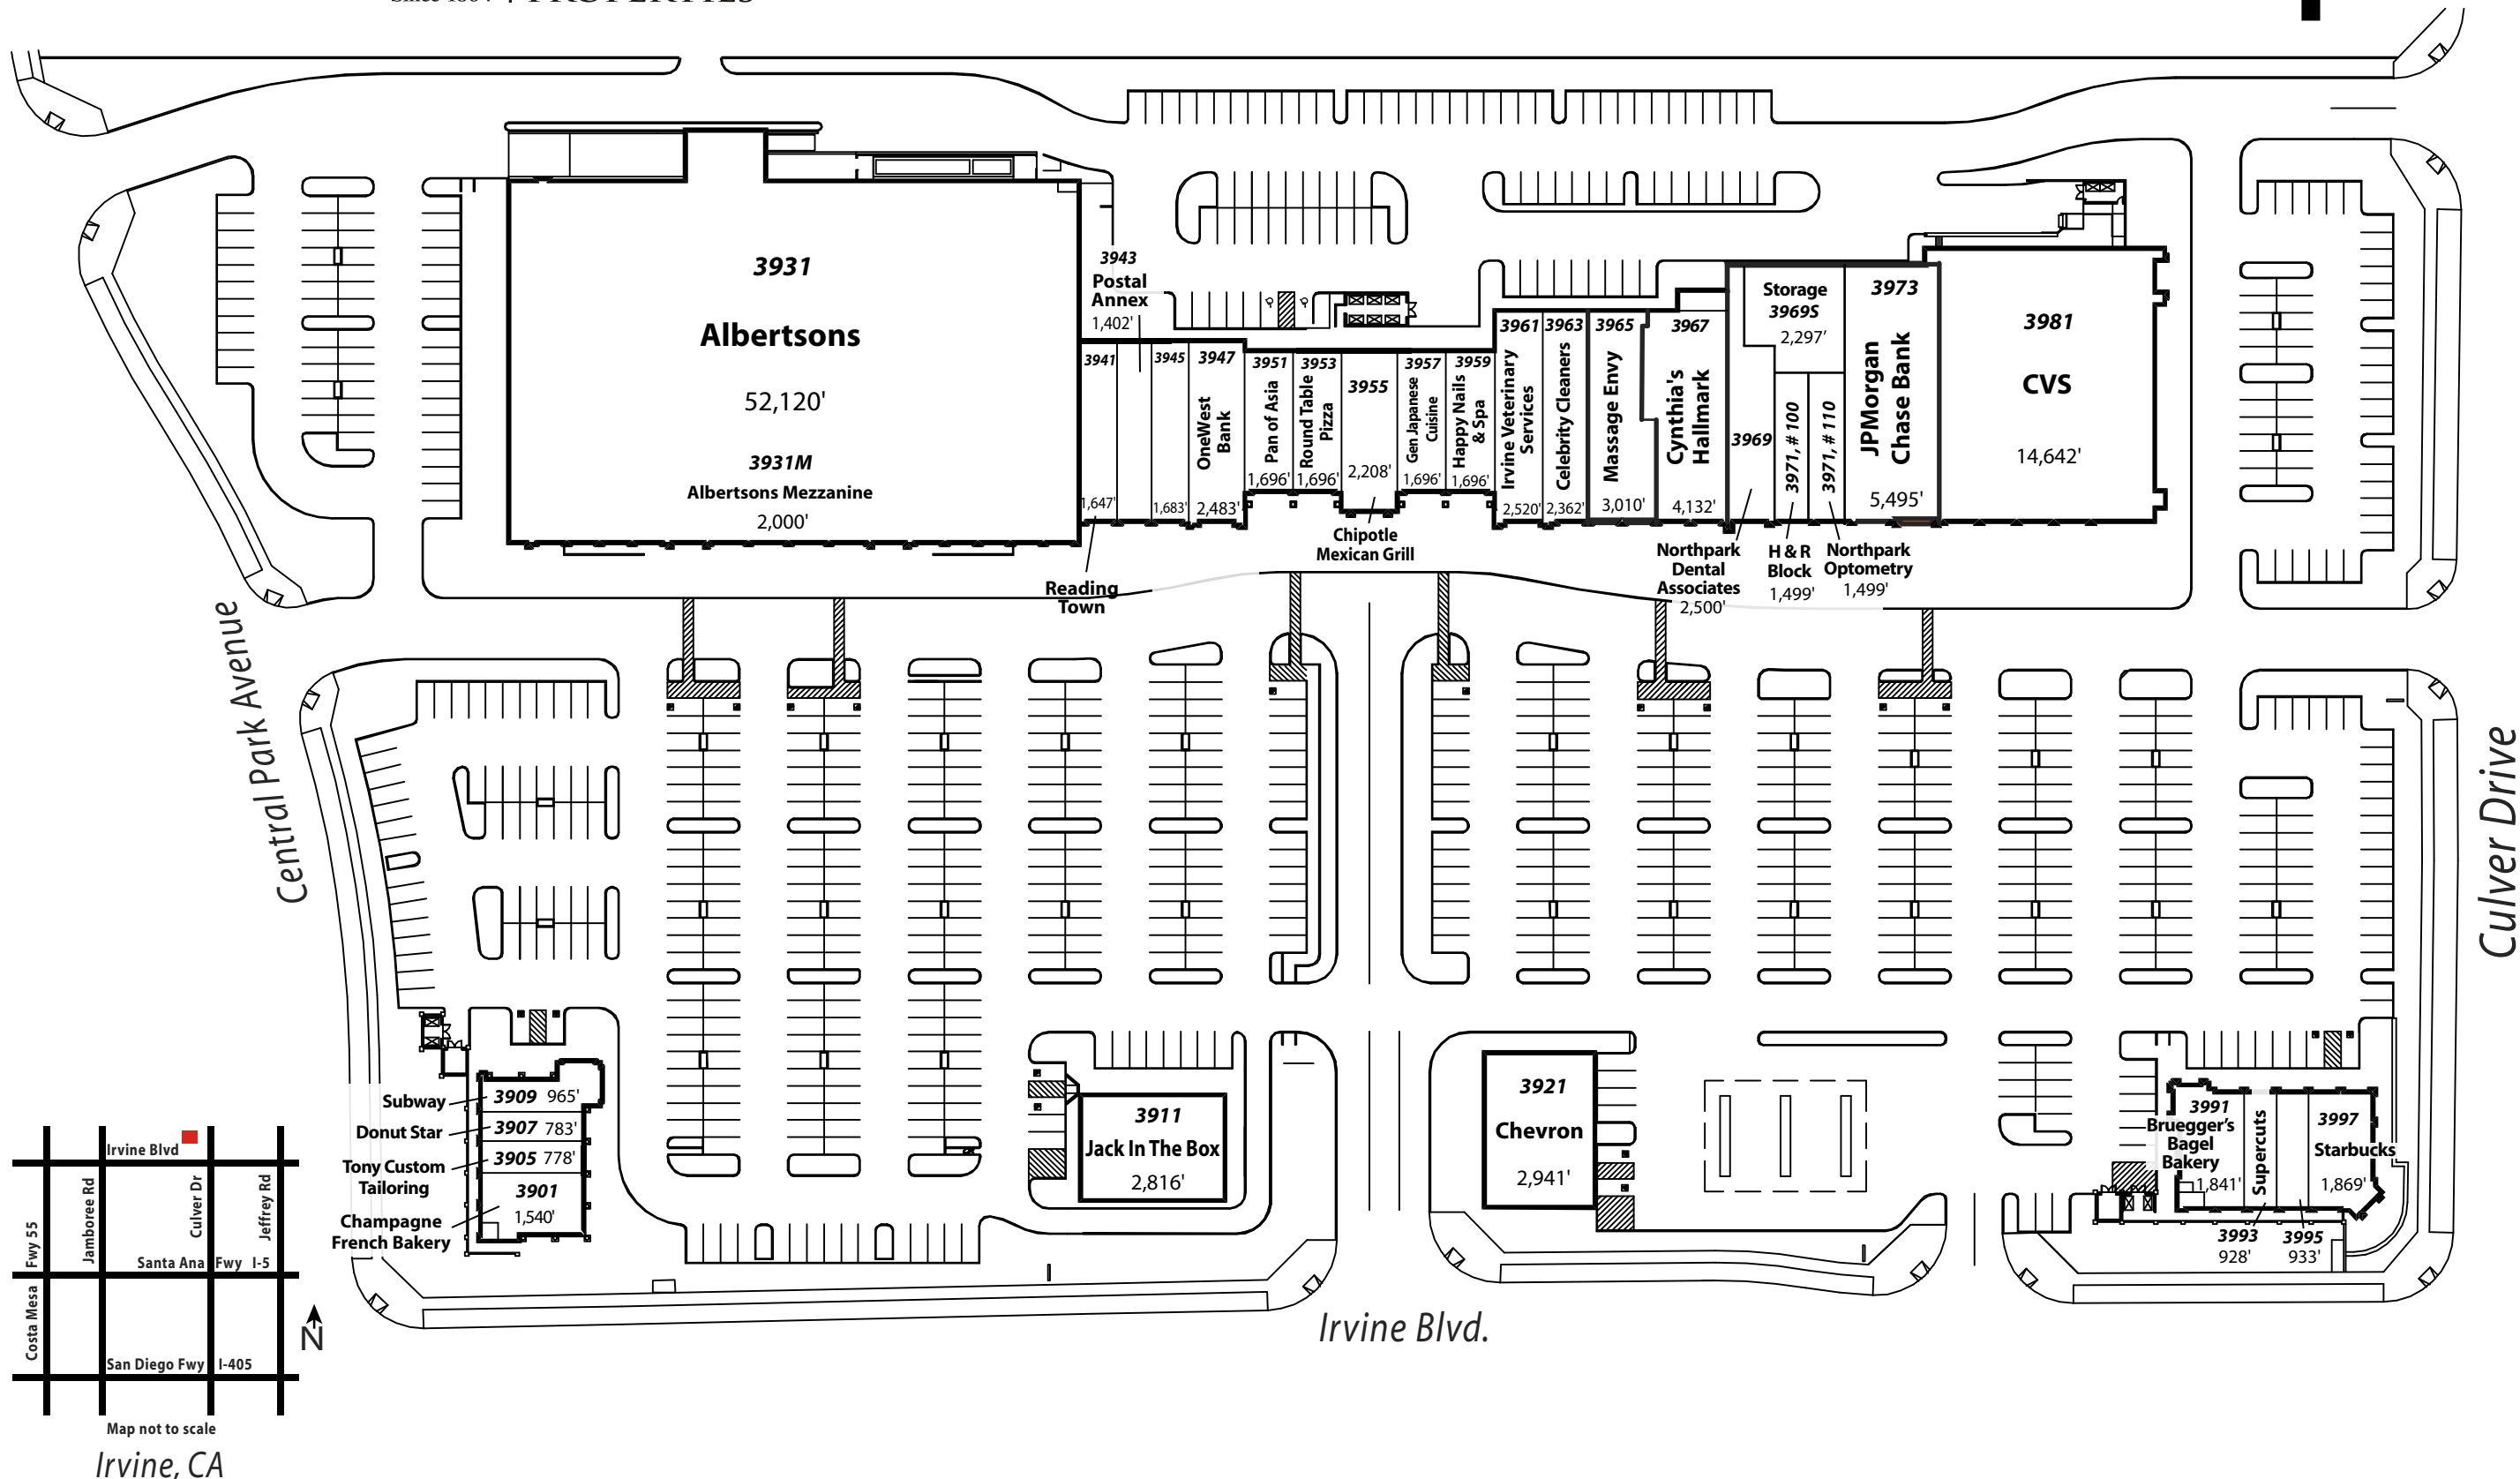 PROPERTIES
3931
Albertsons
52,120'
3931M
Albertsons Mezzanine
2,000'
3943
Postal
Annex
1,402'
3941
1,647'
Reading
Town
3945
1,683'
3947
OneWest
Bank
2,483'
3951
Pan of Asia
1,696'
3953
Round Table
Pizza
1,696'
3955
2,208'
Chipotle
Mexican Grill
3957
Gen Japanese
Cuisine
1,696'
3959
Happy Nails
& Spa
1,696'
3961
Irvine Veterinary
Services
2,520'
3963
Celebrity Cleaners
2,362'
3965
Massage Envy
3,010'
3967
Cynthia's
Hallmark
4,132'
Storage
3969S
2,297’
3969
Northpark
Dental
Associates
2,500'
3971, # 100
H & R
Block
1,499'
3971, # 110
Northpark
Optometry
1,499'
3973
JPMorgan
Chase Bank
5,495'
3981
CVS
14,642'
Central Park Avenue
Culver Drive
Subway
3909 965'
Donut Star
3907 783'
Tony Custom
Tailoring
3905 778'
Champagne
French Bakery
3901
1,540'
3911
Jack In The Box
2,816'
3921
Chevron
2,941'
3991
Bruegger’s
Bagel
Bakery
1,841'
Supercuts
3993
928'
3995
933'
3997
Starbucks
1,869'
Irvine Blvd.
Irvine Blvd
Fwy 55
Costa Mesa
Jamboree Rd
Culver Dr
Jeffrey Rd
Santa Ana Fwy I-5
San Diego Fwy I-405
N
Map not to scale
Irvine, CA